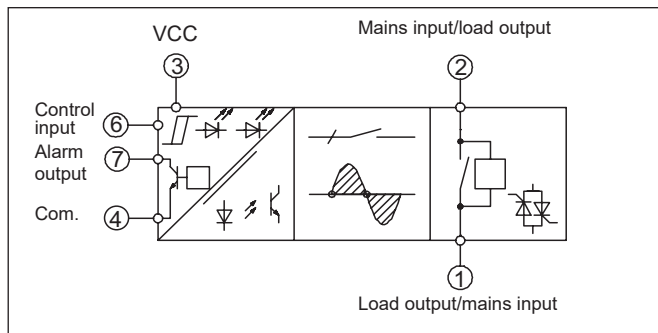 VCC
Mains input/load output
3
2
Control
input
6
Alarm
output
7
Com.
4
1
Load output/mains input